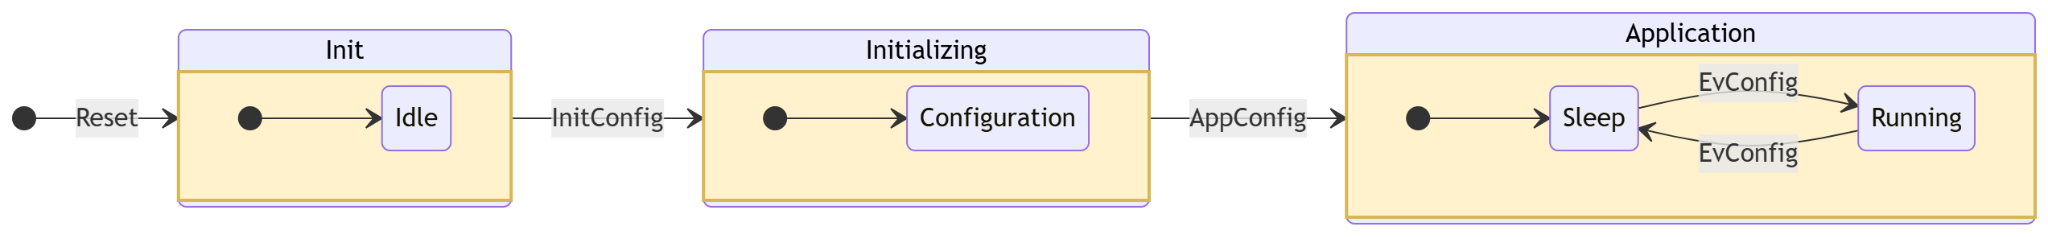 Reset
Init
Idle
InitConfig
Initializing
Configuration
AppConfig
Application
Sleep
EvConfig
EvConfig
Running